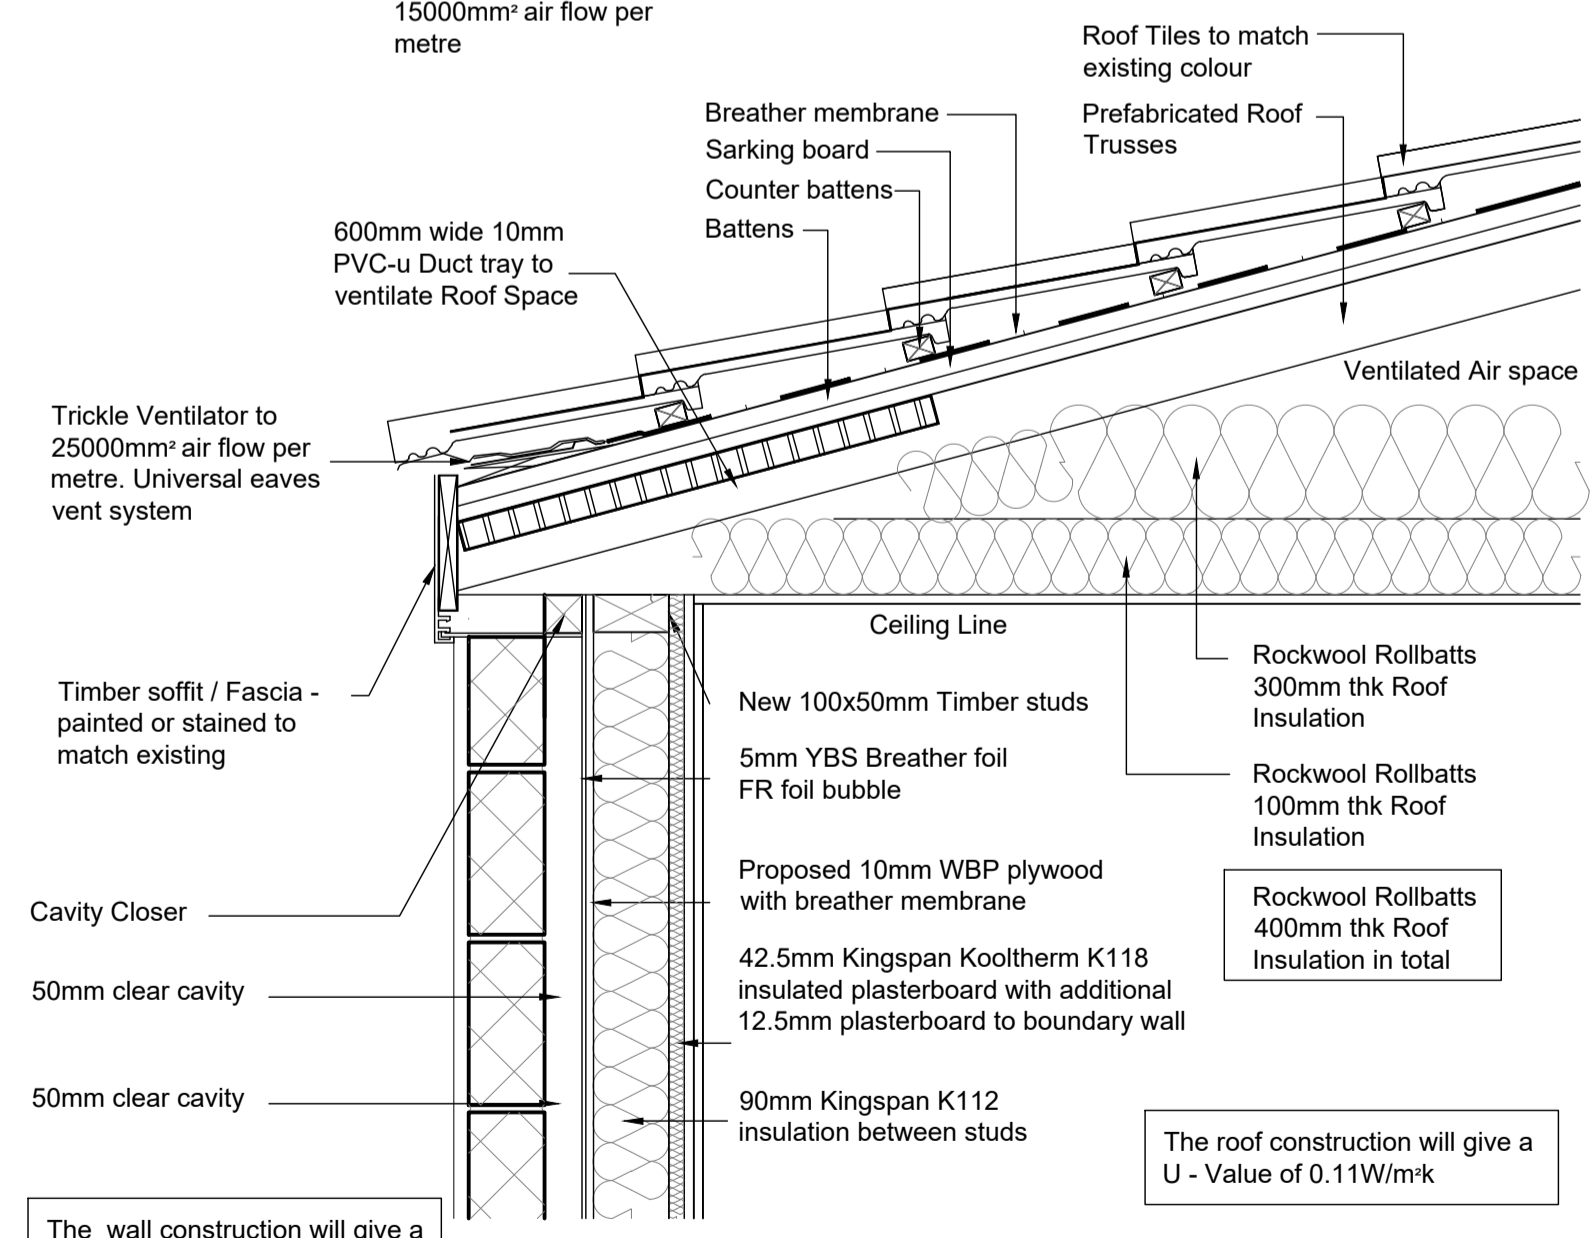 15000mm² air flow per
metre
Roof Tiles to match
existing colour
Breather membrane
Prefabricated Roof
Trusses
Sarking board
Counter battens
Battens
600mm wide 10mm
PVC-u Duct tray to
ventilate Roof Space
Ventilated Air space
Trickle Ventilator to
25000mm² air flow per
metre. Universal eaves
vent system
Ceiling Line
Timber soffit / Fascia -
painted or stained to
match existing
New 100x50mm Timber studs
5mm YBS Breather foil
FR foil bubble
Rockwool Rollbatts
300mm thk Roof
Insulation
Rockwool Rollbatts
100mm thk Roof
Insulation
Proposed 10mm WBP plywood
with breather membrane
Rockwool Rollbatts
400mm thk Roof
Insulation in total
Cavity Closer
42.5mm Kingspan Kooltherm K118
insulated plasterboard with additional
12.5mm plasterboard to boundary wall
50mm clear cavity
50mm clear cavity
90mm Kingspan K112
insulation between studs
The roof construction will give a
U - Value of 0.11W/m²k
The wall construction will give a